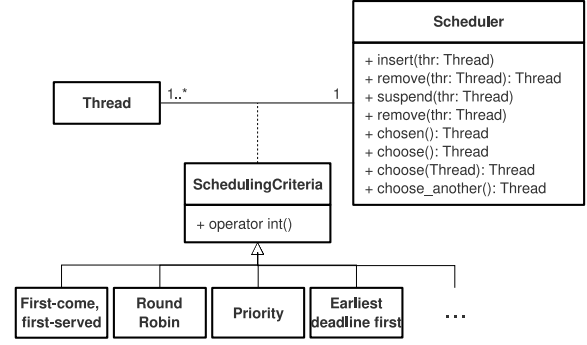 Scheduler
+ insert(thr: Thread)
+ remove(thr: Thread): Thread
+ suspend(thr: Thread)
+ remove(thr: Thread)
+ chosen(): Thread
+ choose(): Thread
+ choose(Thread): Thread
+ choose_another(): Thread
Thread
1..*
1
SchedulingCriteria
+ operator int()
First-come,
first-served
Round
Robin
Priority
Earliest
deadline first
...